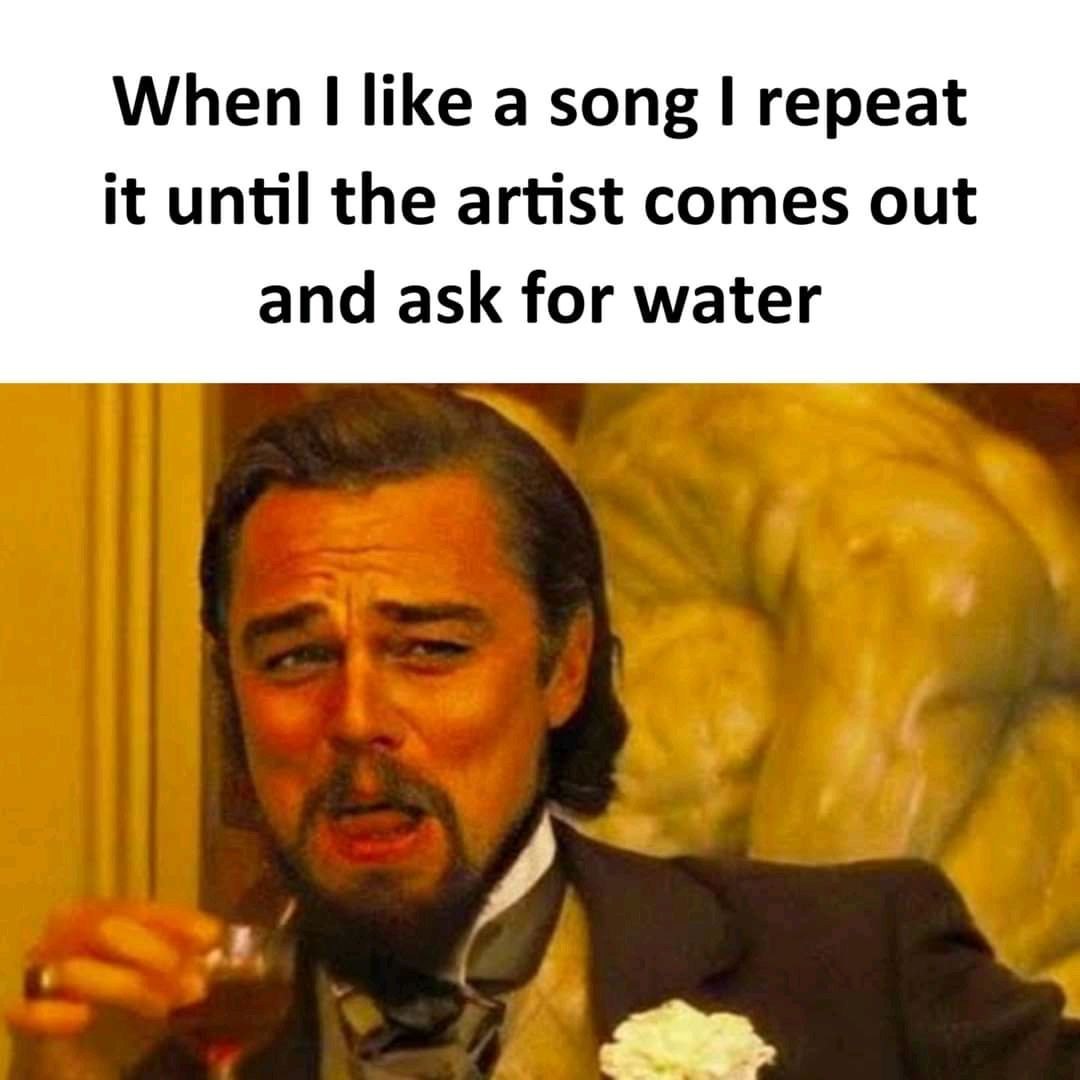 When I like a song I repeat
it until the artist comes out
and ask for water